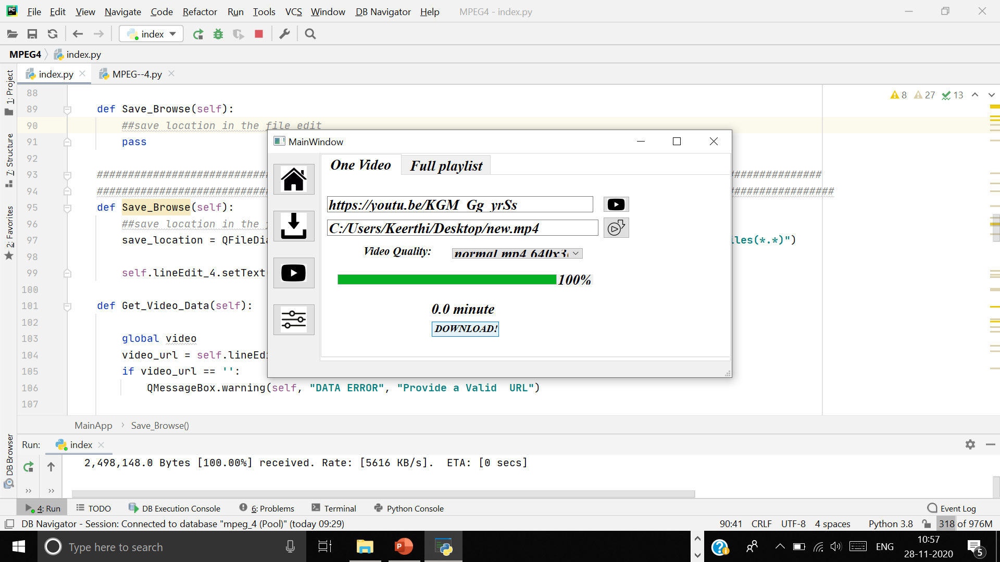 File Edit View Navigate Code Refactor Run Tools VCS Window DB Navigator Help MPEG4 - index.py
index
MPEG4 index.py
index.py MPEG--4.py
1: Project
7: Structure
2: Favorites
DB Browser
8 27 13
88
89 def Save_Browse(self):
90 ##save location in the file edit
91 pass
92
93 ############################ ###############
94 ############################ #################
95 def Save_Browse(self):
96 ##save location in the
97 save_location = QFileDia les(*.*)")
98
99 self.lineEdit_4.setText
100
101 def Get_Video_Data(self):
102
103 global video
104 video_url = self.lineEdi
105 if video_url == '':
106 QMessageBox.warning(self, "DATA ERROR", "Provide a Valid  URL")
107
MainWindow
One Video Full playlist
https://youtu.be/KGM_Gg_yrSs
C:/Users/Keerthi/Desktop/new.mp4
Video Quality: normal mp4 640x3
100%
0.0 minute
DOWNLOAD!
MainApp Save_Browse()
Run: index
2,498,148.0 Bytes [100.00%] received. Rate: [5616 KB/s].  ETA: [0 secs]
4: Run TODO DB Execution Console 6: Problems Terminal Python Console Event Log
DB Navigator - Session: Connected to database "mpeg_4 (Pool)" (today 09:29) 90:41 CRLF UTF-8 4 spaces Python 3.8 318 of 976M
Type here to search ENG 10:57
28-11-2020 5